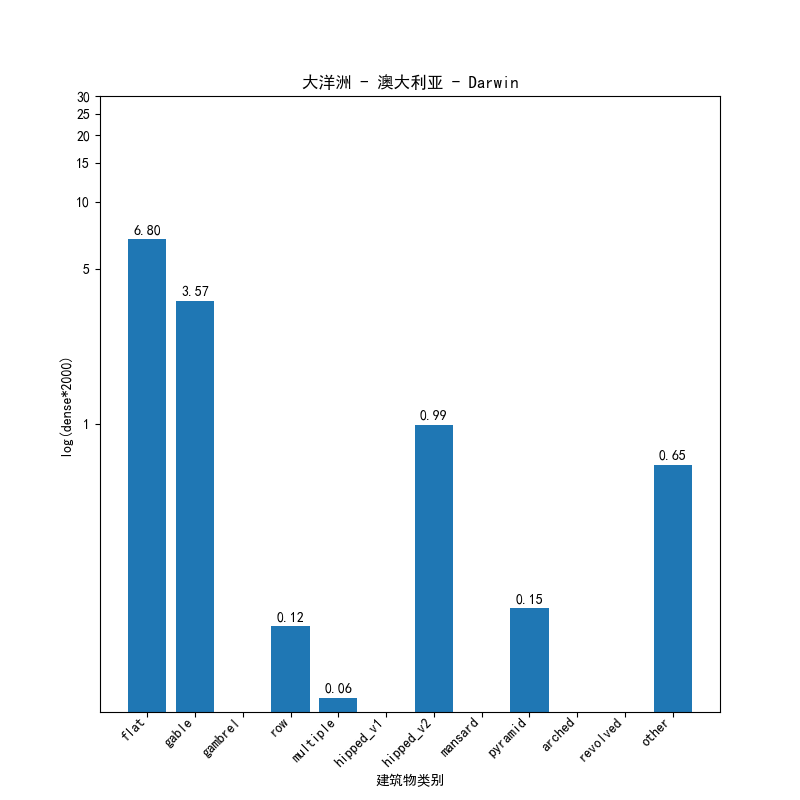 大洋洲 - 澳大利亚 - Darwin
30
25
20
15
10
5
1
log(dense*2000)
6.80
3.57
0.12
0.06
0.99
0.15
0.65
flat
gable
gambrel
row
multiple
hipped_v1
hipped_v2
mansard
pyramid
arched
revolved
other
建筑物类别